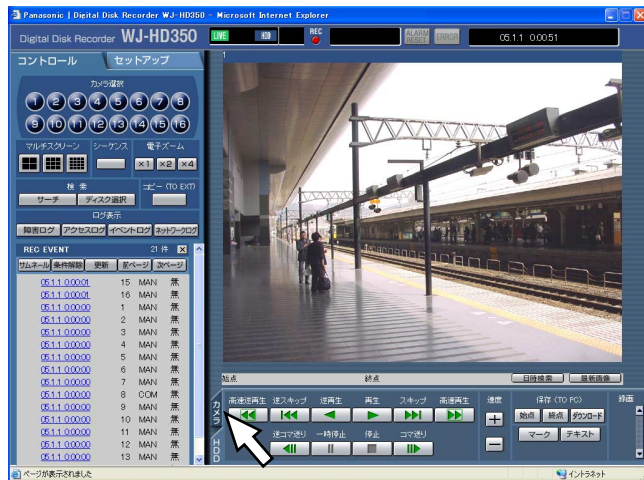 Panasonic | Digital Disk Recorder WJ-HD350 - Microsoft Internet Explorer
Digital Disk Recorder WJ-HD350
LIVE HDD REC ALARM RESET ERROR 05.1.1 0:00:51
コントロール セットアップ
1
カメラ選択
1 2 3 4 5 6 7 8
9 10 11 12 13 14 15 16
マルチスクリーン シーケンス 電子ズーム
×1 ×2 ×4
検索 コピー (TO EXT)
サーチ ディスク選択
ログ表示
障害ログ アクセスログ イベントログ ネットワークログ
REC EVENT 21 件 X
サムネール 条件解除 更新 前ページ 次ページ
05.1.1 0:00:01 15 MAN 無
05.1.1 0:00:01 16 MAN 無
05.1.1 0:00:00 1 MAN 無
05.1.1 0:00:00 2 MAN 無
05.1.1 0:00:00 3 MAN 無
05.1.1 0:00:00 4 MAN 無
05.1.1 0:00:00 5 MAN 無
05.1.1 0:00:00 6 MAN 無
05.1.1 0:00:00 7 MAN 無
05.1.1 0:00:00 8 COM 無
05.1.1 0:00:00 9 MAN 無
05.1.1 0:00:00 10 MAN 無
05.1.1 0:00:00 11 MAN 無
05.1.1 0:00:00 12 MAN 無
05.1.1 0:00:00 13 MAN 無
始点 終点 日時検索 最新画像
カメラ
HDD
高速逆再生 逆スキップ 逆再生 再生 スキップ 高速再生
逆コマ送り 一時停止 停止 コマ送り
速度
+
−
保存 (TO PC)
始点 終点 ダウンロード
マーク テキスト
録画
ページが表示されました イントラネット